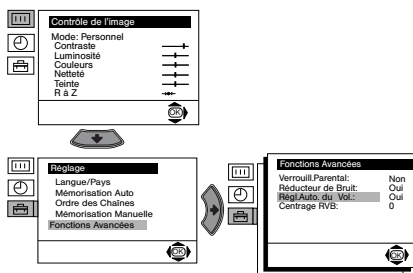 Contrôle de l'image
Mode: Personnel
Contraste
Luminosité
Couleurs
Netteté
Teinte
R à Z
OK
Réglage
Langue/Pays
Mémorisation Auto
Ordre des Chaînes
Mémorisation Manuelle
Fonctions Avancées
OK
Fonctions Avancées
Verrouill.Parental: Non
Réducteur de Bruit: Oui
Régl.Auto. du Vol.: Oui
Centrage RVB: 0
OK